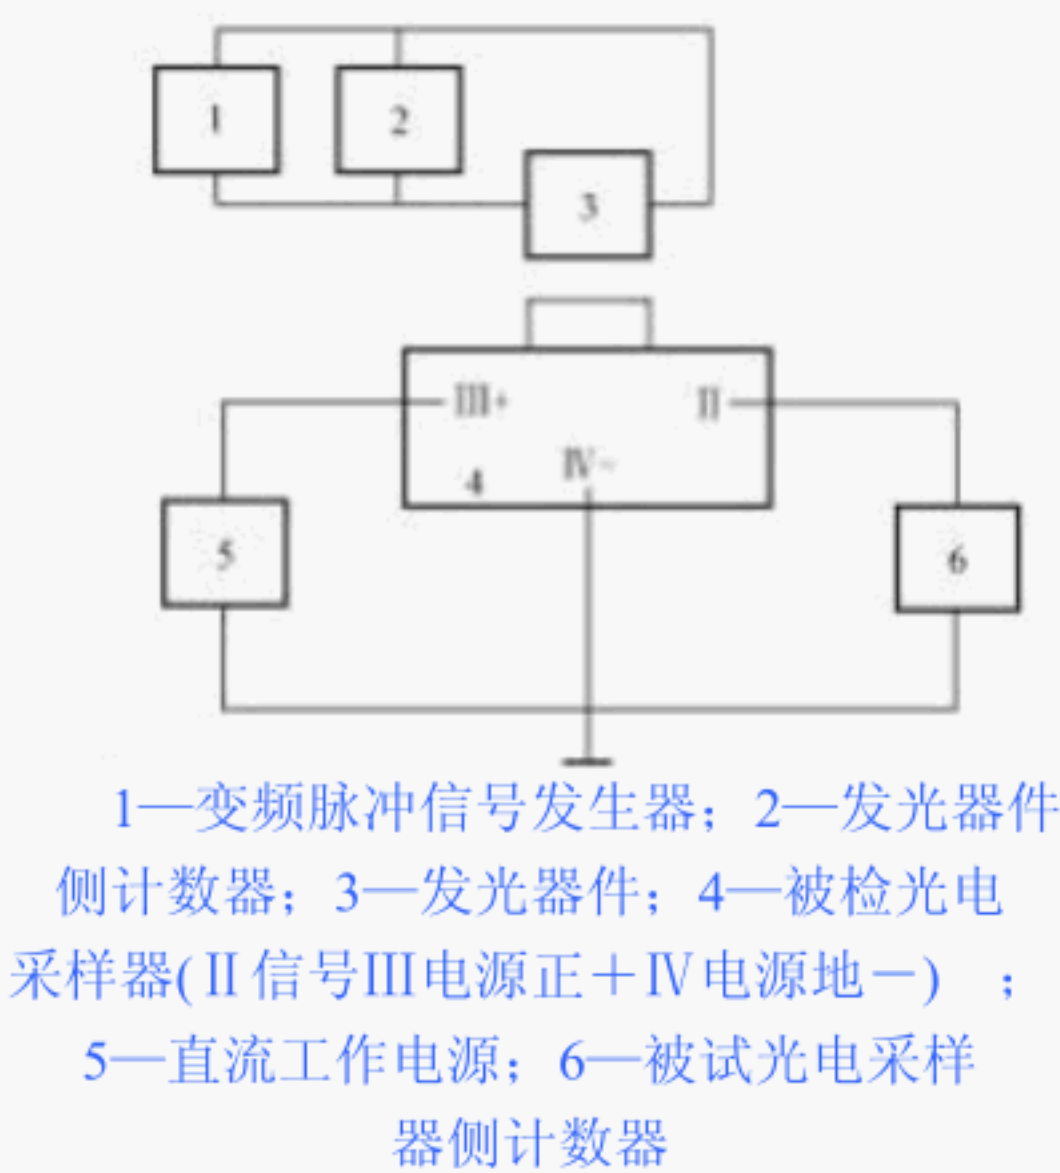 1
2
3
Ⅲ+
Ⅱ
Ⅳ-
4
5
6
1—变频脉冲信号发生器；2—发光器件
侧计数器；3—发光器件；4—被检光电
采样器(Ⅱ信号Ⅲ电源正＋Ⅳ电源地－)　；
5—直流工作电源；6—被试光电采样
器侧计数器